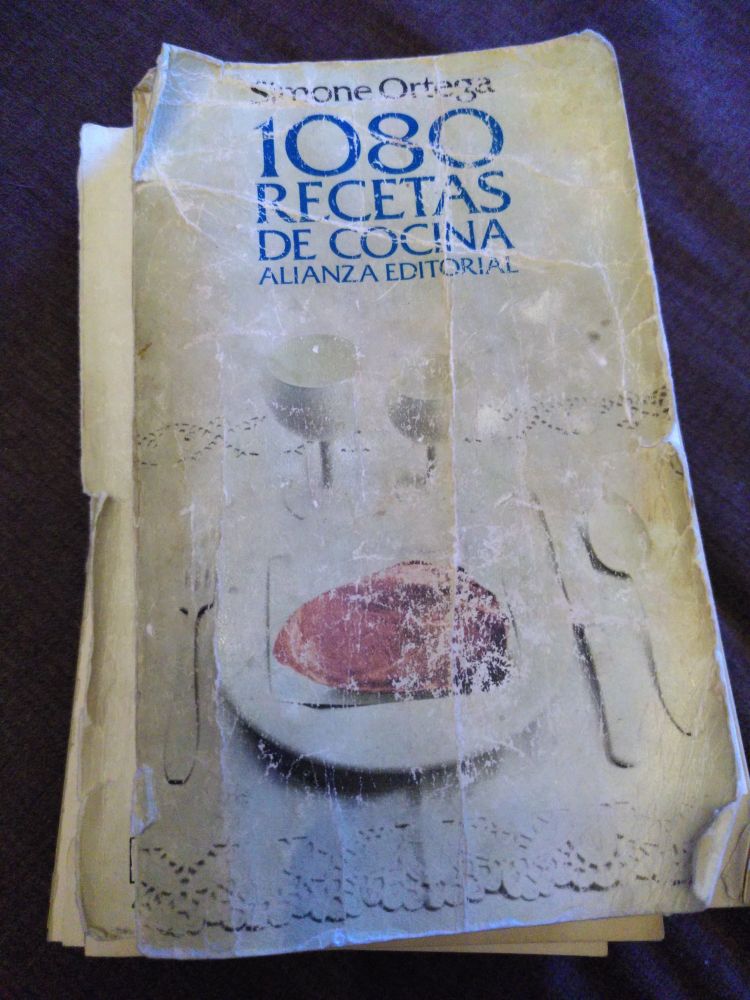 Simone Ortega
1080
RECETAS
DE COCINA
ALIANZA EDITORIAL